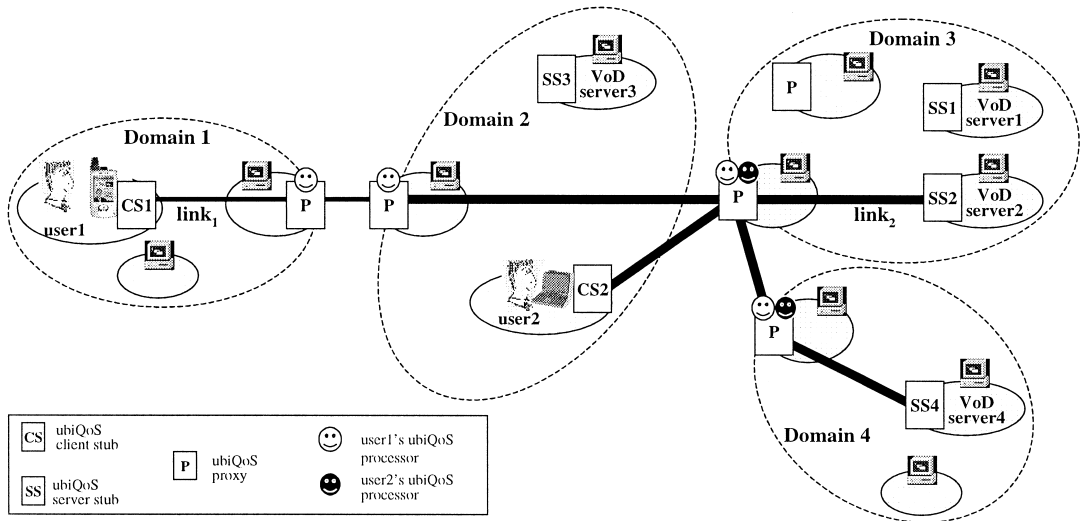 Domain 1
user1
CS1
link1
P
Domain 2
SS3
VoD
server3
P
user2
CS2
Domain 3
P
SS1
VoD
server1
P
SS2
VoD
server2
link2
P
SS4
VoD
server4
Domain 4
CS
ubiQoS
client stub
SS
ubiQoS
server stub
P
ubiQoS
proxy
user1's ubiQoS
processor
user2's ubiQoS
processor